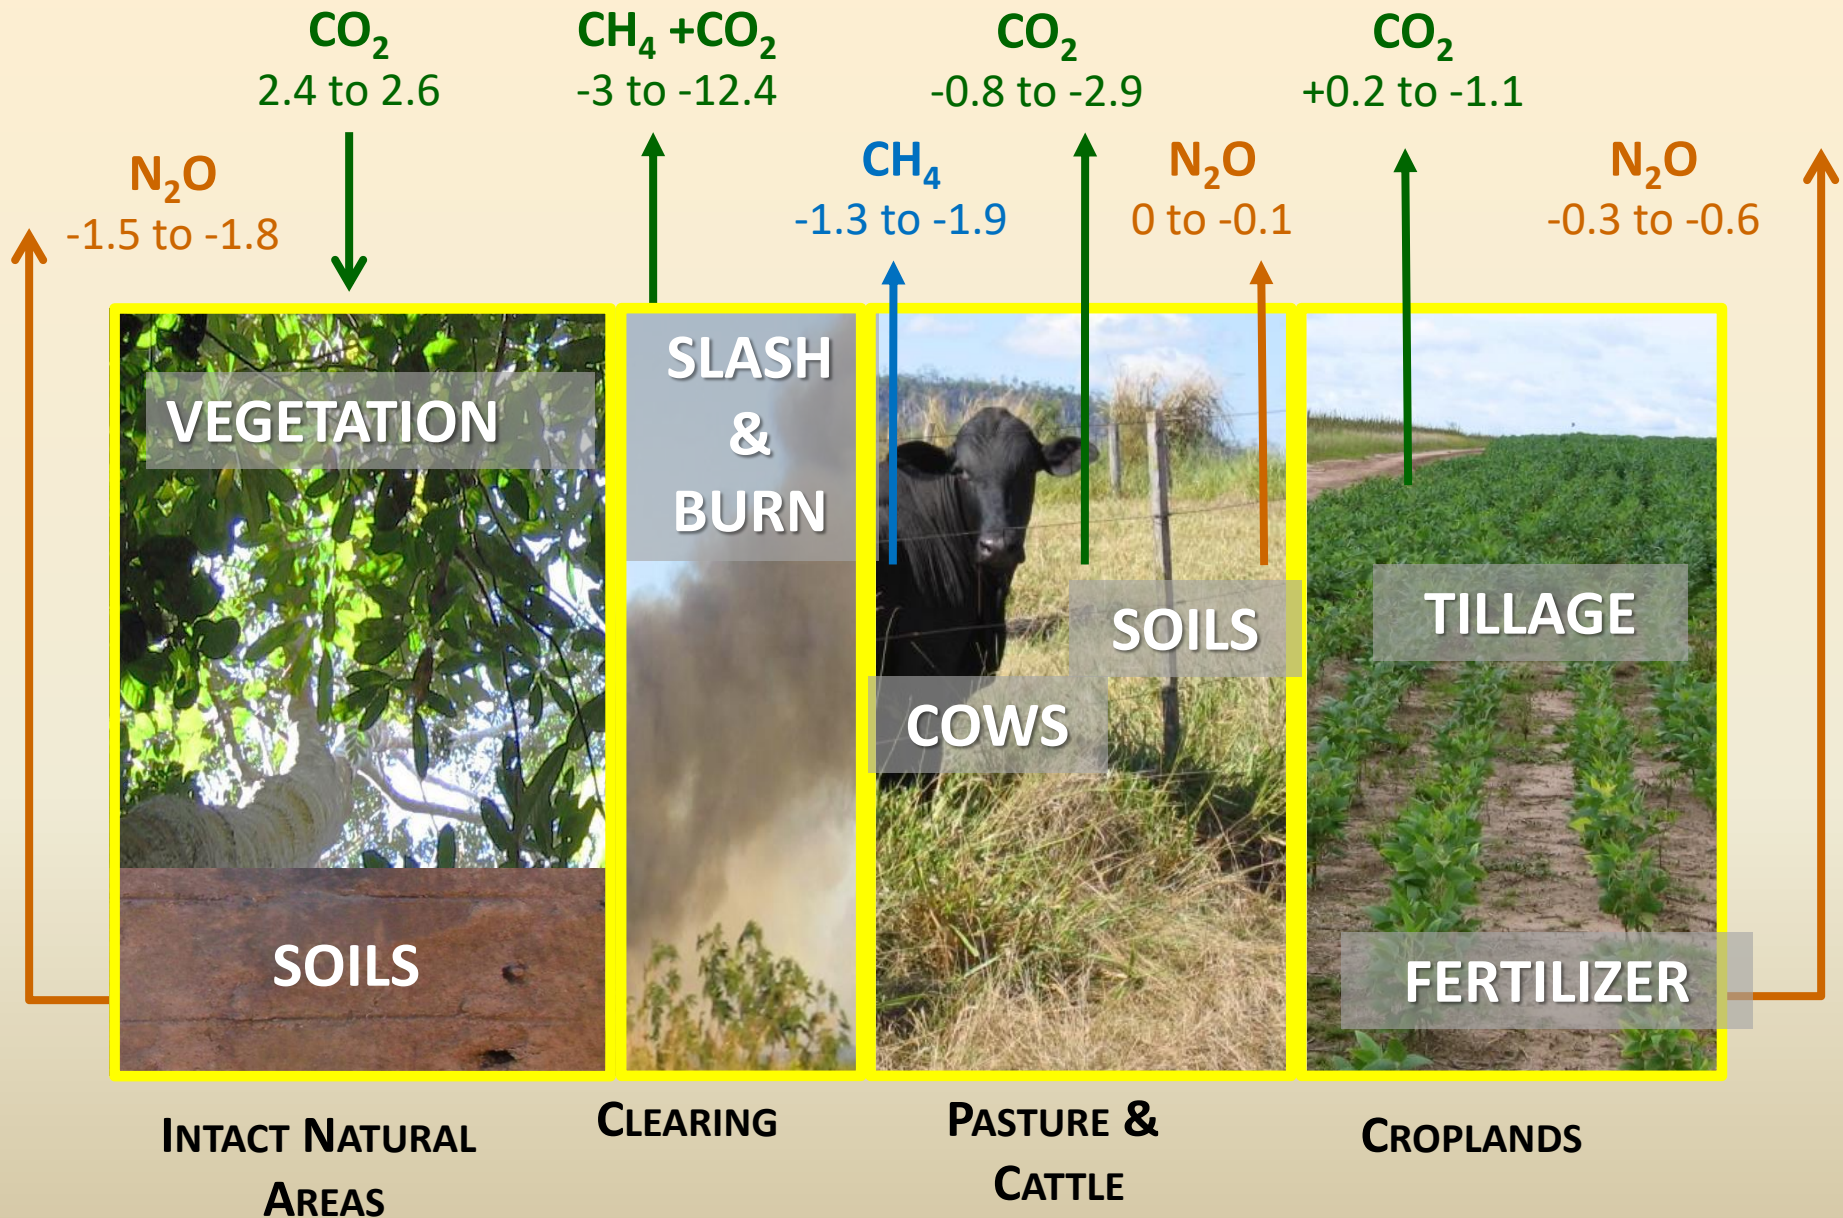 CO₂
2.4 to 2.6
CH₄ +CO₂
-3 to -12.4
CO₂
-0.8 to -2.9
CO₂
+0.2 to -1.1
N₂O
-1.5 to -1.8
CH₄
-1.3 to -1.9
N₂O
0 to -0.1
N₂O
-0.3 to -0.6
VEGETATION
SOILS
SLASH
&
BURN
SOILS
COWS
TILLAGE
FERTILIZER
INTACT NATURAL
AREAS
CLEARING
PASTURE &
CATTLE
CROPLANDS